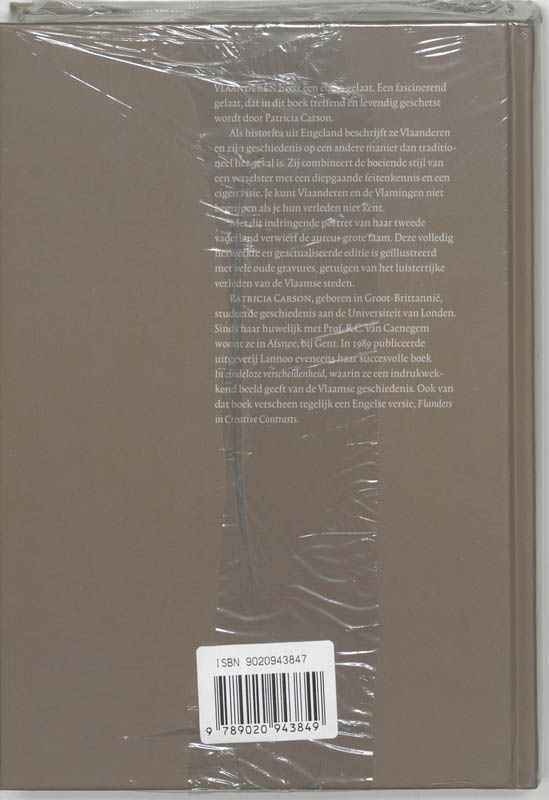 VLAANDEREN heeft een eigen gelaat. Een fascinerend
gelaat, dat in dit boek treffend en levendig geschetst
wordt door Patricia Carson.
Als historica uit Engeland beschrijft ze Vlaanderen
en zijn geschiedenis op een andere manier dan traditio-
neel het geval is. Zij combineert de boeiende stijl van
een vertelster met een diepgaande feitenkennis en een
eigen visie. Je kunt Vlaanderen en de Vlamingen niet
begrijpen als je hun verleden niet kent.
Met dit indringende portret van haar tweede
vaderland verwierf de auteur grote faam. Deze volledig
herwerkte en geactualiseerde editie is geïllustreerd
met vele oude gravures, getuigen van het luisterrijke
verleden van de Vlaamse steden.
PATRICIA CARSON, geboren in Groot-Brittannië,
studeerde geschiedenis aan de Universiteit van Londen.
Sinds haar huwelijk met Prof. R.C. van Caenegem
woont ze in Afsnee, bij Gent. In 1989 publiceerde
uitgeverij Lannoo eveneens haar succesvolle boek
In eindeloze verscheidenheid, waarin ze een indrukwek-
kend beeld geeft van de Vlaamse geschiedenis. Ook van
dat boek verscheen tegelijk een Engelse versie, Flanders
in Creative Contrasts.
ISBN 9020943847
9 789020 943849